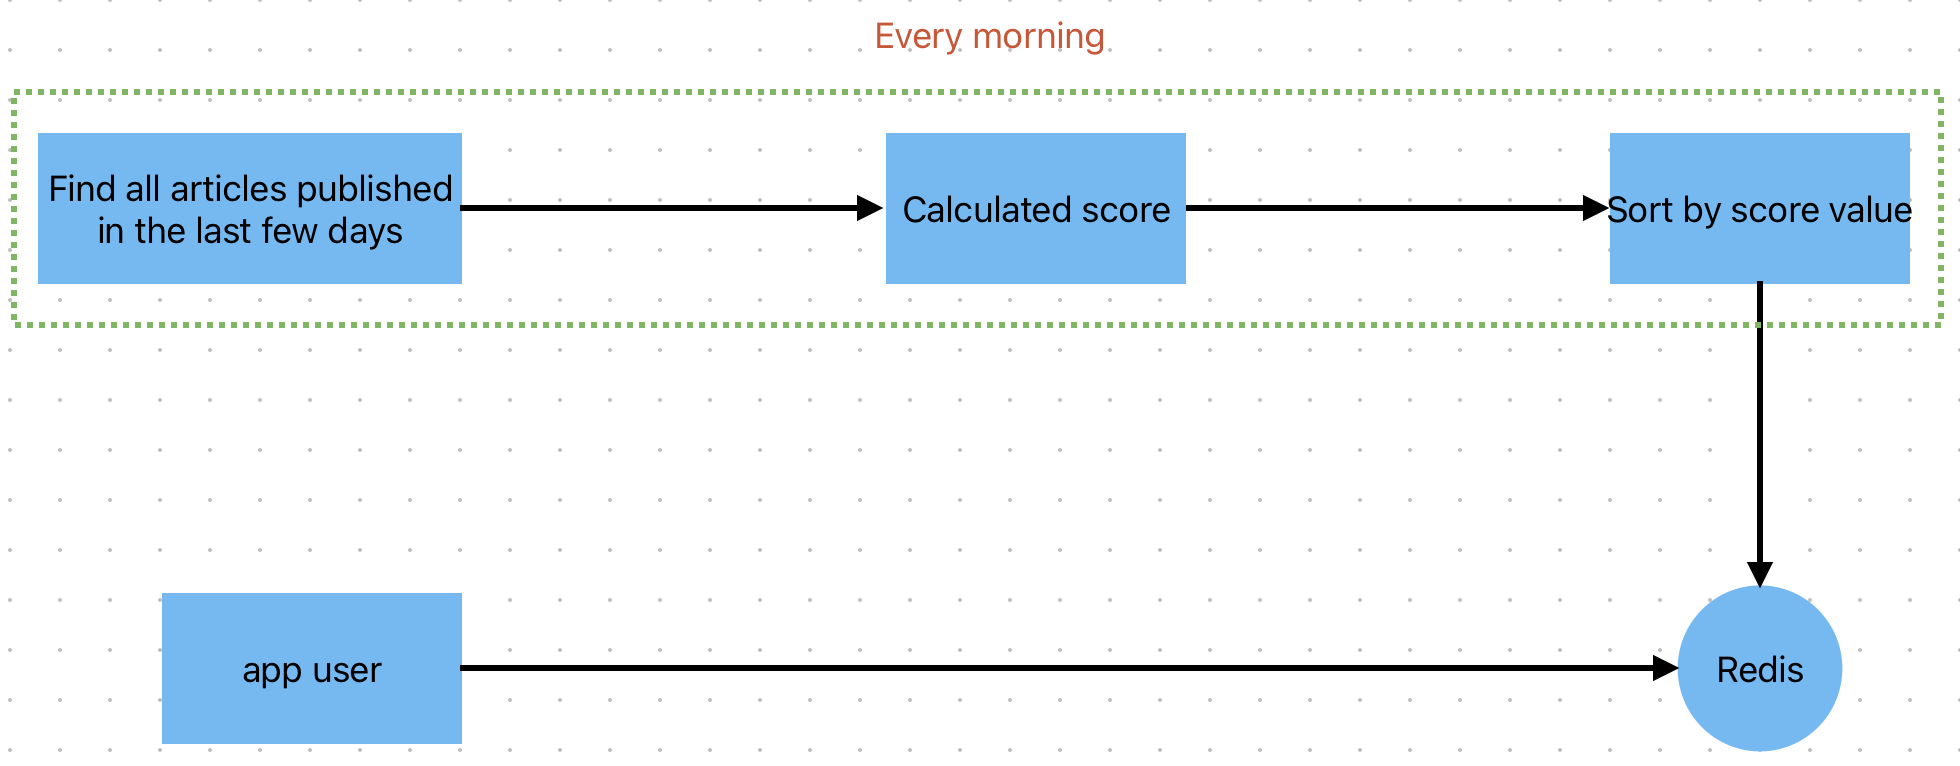 Every morning
Find all articles published
in the last few days
Calculated score
Sort by score value
app user
Redis